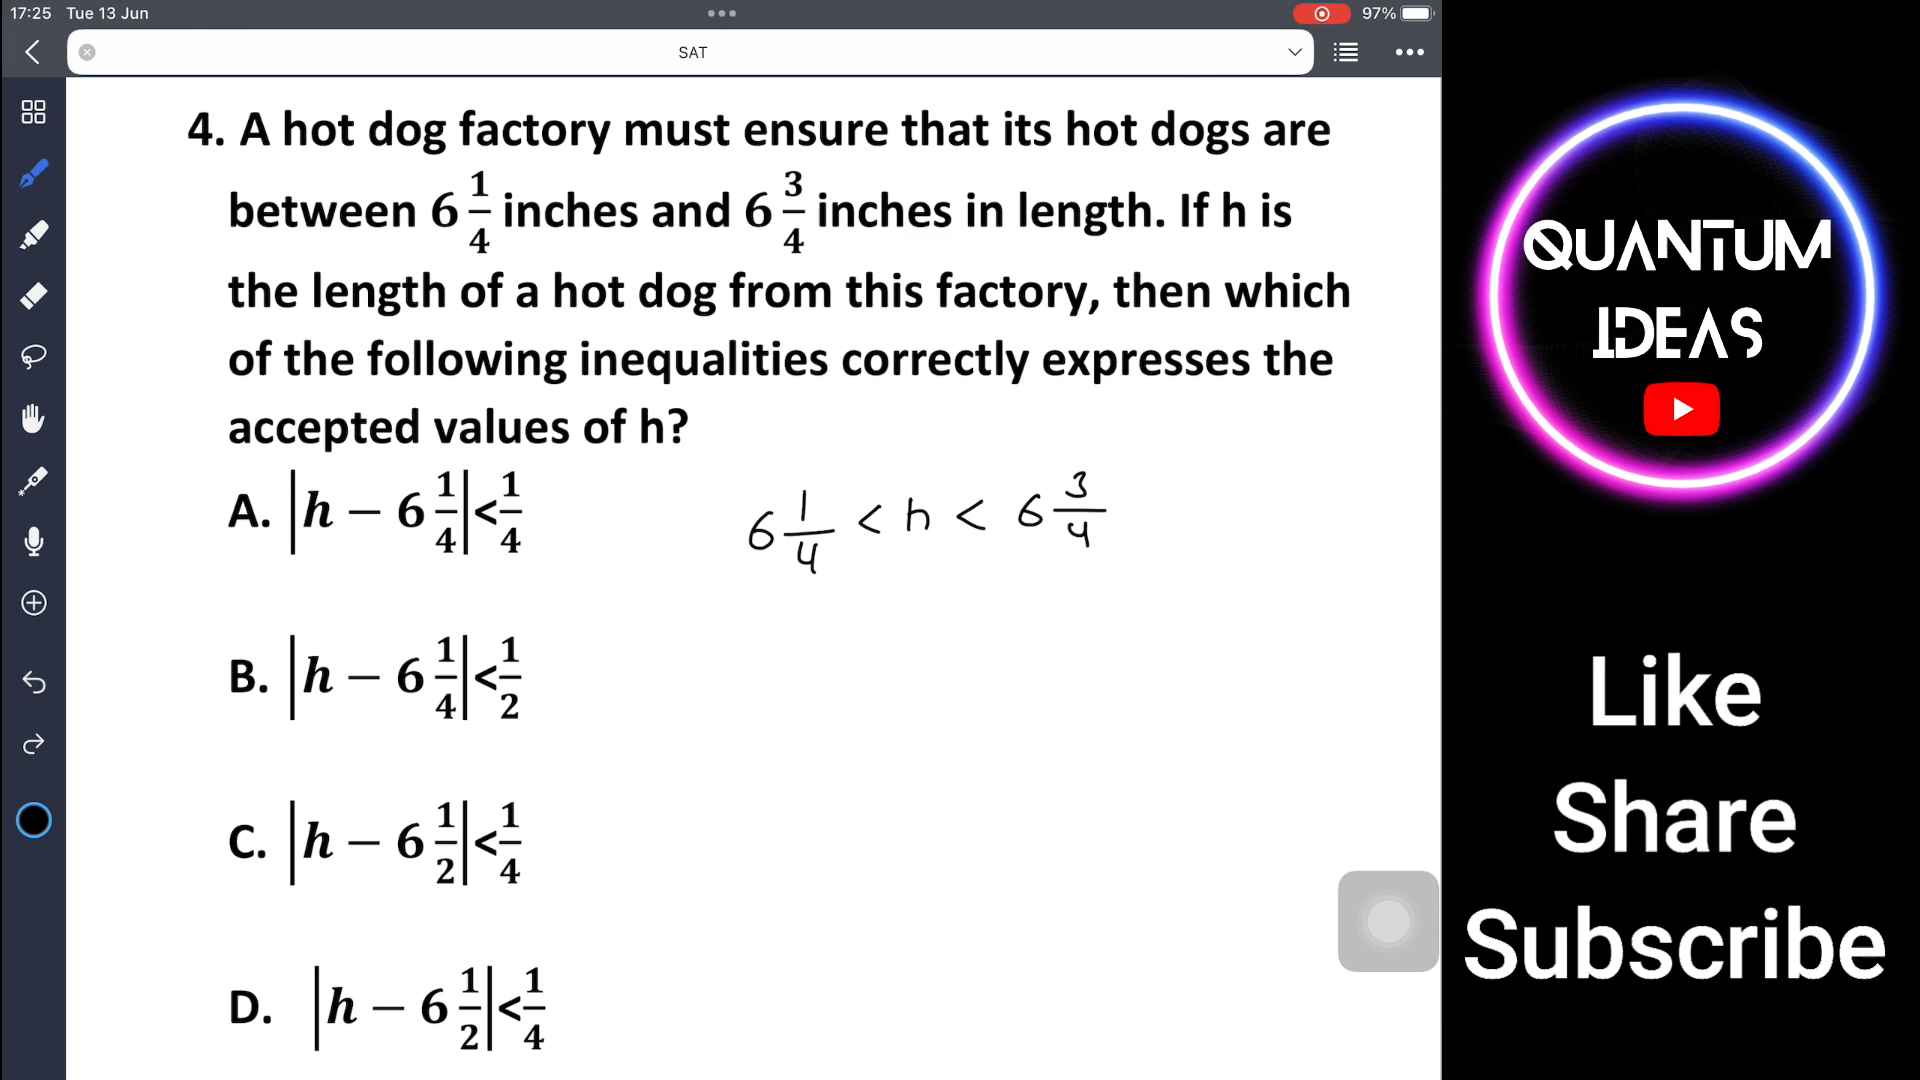 17:25 Tue 13 Jun
97%
SAT
4. A hot dog factory must ensure that its hot dogs are
between 6 1/4 inches and 6 3/4 inches in length. If h is
the length of a hot dog from this factory, then which
of the following inequalities correctly expresses the
accepted values of h?
A. |h − 6 1/4|<1/4
6 1/4 < h < 6 3/4
B. |h − 6 1/4|<1/2
C. |h − 6 1/2|<1/4
D. |h − 6 1/2|<1/4
QUANTUM
IDEAS
Like
Share
Subscribe